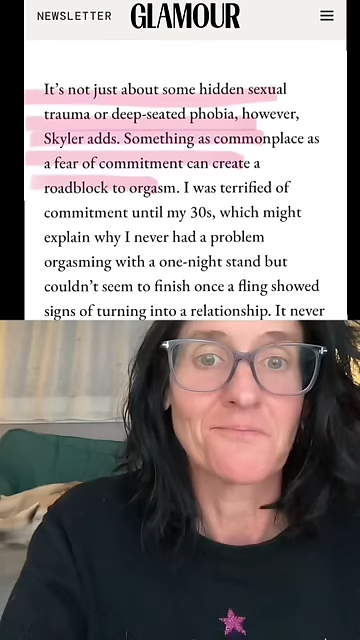 NEWSLETTER GLAMOUR
It's not just about some hidden sexual
trauma or deep-seated phobia, however,
Skyler adds. Something as commonplace as
a fear of commitment can create a
roadblock to orgasm. I was terrified of
commitment until my 30s, which might
explain why I never had a problem
orgasming with a one-night stand but
couldn't seem to finish once a fling showed
signs of turning into a relationship. It never